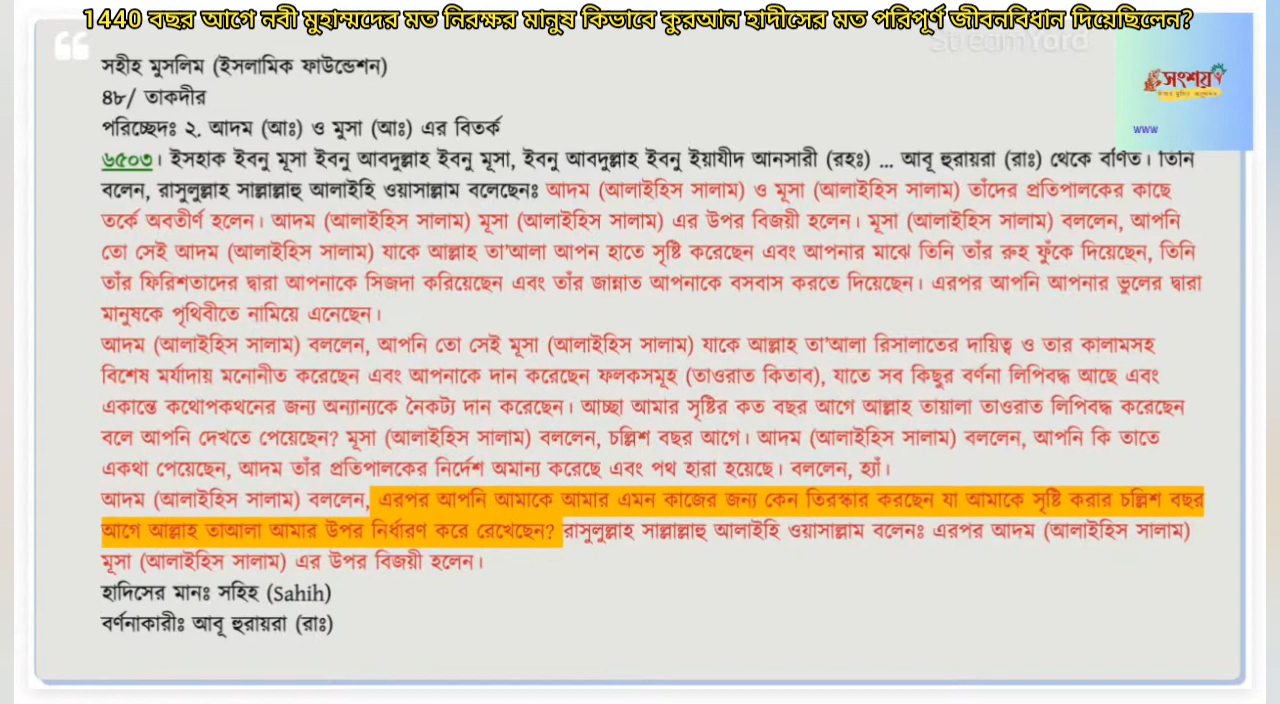 1440 বছর আগে নবী মুহাম্মদের মত নিরক্ষর মানুষ কিভাবে কুরআন হাদীসের মত পরিপূর্ণ জীবনবিধান দিয়েছিলেন?
StreamYard
সংশয়
www
সহীহ মুসলিম (ইসলামিক ফাউন্ডেশন)
৪৮/ তাকদীর
পরিচ্ছেদঃ ২. আদম (আঃ) ও মুসা (আঃ) এর বিতর্ক
৬৫০৩। ইসহাক ইবনু মূসা ইবনু আবদুল্লাহ ইবনু মূসা, ইবনু আবদুল্লাহ ইবনু ইয়াযীদ আনসারী (রহঃ) ... আবূ হুরায়রা (রাঃ) থেকে বর্ণিত। তিনি
বলেন, রাসুলুল্লাহ সাল্লাল্লাহু আলাইহি ওয়াসাল্লাম বলেছেনঃ আদম (আলাইহিস সালাম) ও মূসা (আলাইহিস সালাম) তাঁদের প্রতিপালকের কাছে
তর্কে অবতীর্ণ হলেন। আদম (আলাইহিস সালাম) মূসা (আলাইহিস সালাম) এর উপর বিজয়ী হলেন। মূসা (আলাইহিস সালাম) বললেন, আপনি
তো সেই আদম (আলাইহিস সালাম) যাকে আল্লাহ তা'আলা আপন হাতে সৃষ্টি করেছেন এবং আপনার মাঝে তিনি তাঁর রুহ ফুঁকে দিয়েছেন, তিনি
তাঁর ফিরিশতাদের দ্বারা আপনাকে সিজদা করিয়েছেন এবং তাঁর জান্নাত আপনাকে বসবাস করতে দিয়েছেন। এরপর আপনি আপনার ভুলের দ্বারা
মানুষকে পৃথিবীতে নামিয়ে এনেছেন।
আদম (আলাইহিস সালাম) বললেন, আপনি তো সেই মূসা (আলাইহিস সালাম) যাকে আল্লাহ তা'আলা রিসালাতের দায়িত্ব ও তার কালামসহ
বিশেষ মর্যাদায় মনোনীত করেছেন এবং আপনাকে দান করেছেন ফলকসমূহ (তাওরাত কিতাব), যাতে সব কিছুর বর্ণনা লিপিবদ্ধ আছে এবং
একান্তে কথোপকথনের জন্য অন্যান্যকে নৈকট্য দান করেছেন। আচ্ছা আমার সৃষ্টির কত বছর আগে আল্লাহ তায়ালা তাওরাত লিপিবদ্ধ করেছেন
বলে আপনি দেখতে পেয়েছেন? মূসা (আলাইহিস সালাম) বললেন, চল্লিশ বছর আগে। আদম (আলাইহিস সালাম) বললেন, আপনি কি তাতে
একথা পেয়েছেন, আদম তাঁর প্রতিপালকের নির্দেশ অমান্য করেছে এবং পথ হারা হয়েছে। বললেন, হ্যাঁ।
আদম (আলাইহিস সালাম) বললেন, এরপর আপনি আমাকে আমার এমন কাজের জন্য কেন তিরস্কার করছেন যা আমাকে সৃষ্টি করার চল্লিশ বছর
আগে আল্লাহ তাআলা আমার উপর নির্ধারণ করে রেখেছেন? রাসুলুল্লাহ সাল্লাল্লাহু আলাইহি ওয়াসাল্লাম বলেনঃ এরপর আদম (আলাইহিস সালাম)
মূসা (আলাইহিস সালাম) এর উপর বিজয়ী হলেন।
হাদিসের মানঃ সহিহ (Sahih)
বর্ণনাকারীঃ আবূ হুরায়রা (রাঃ)